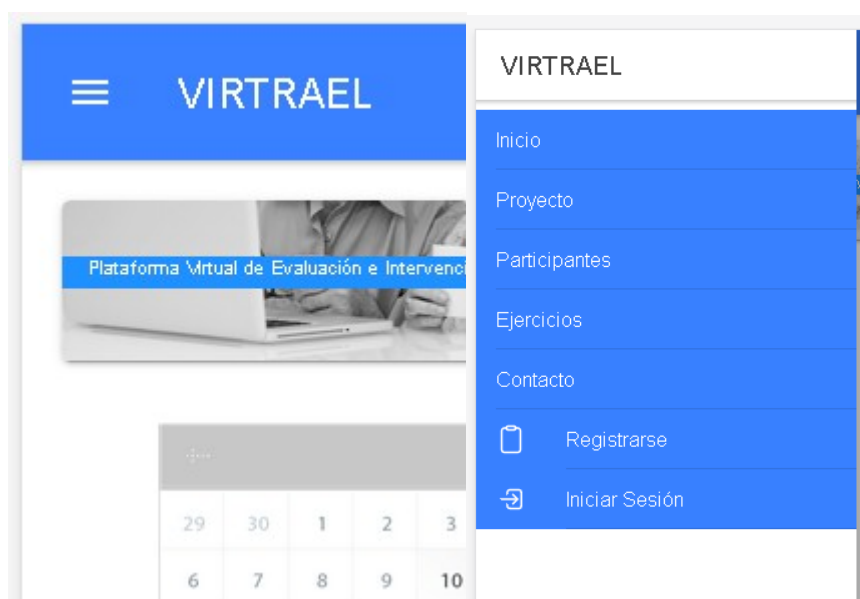 VIRTRAEL
Plataforma Virtual de Evaluación e Intervenci
29 30 1 2 3
6 7 8 9 10
VIRTRAEL
Inicio
Proyecto
Participantes
Ejercicios
Contacto
Registrarse
Iniciar Sesión